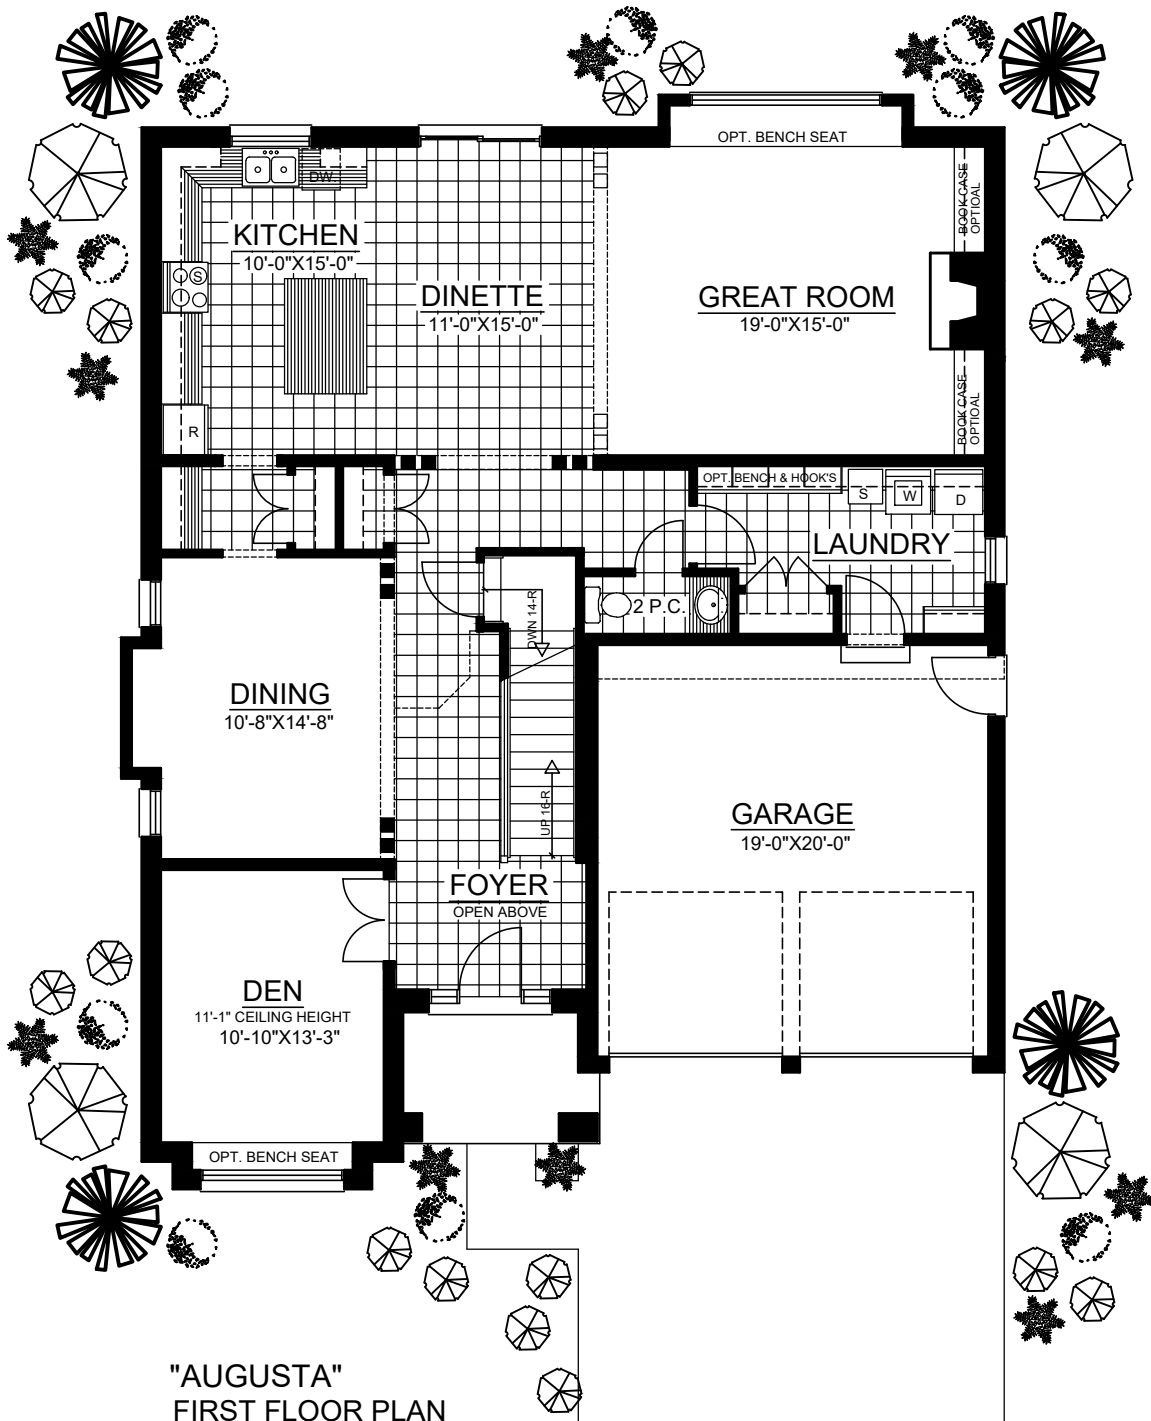 OPT. BENCH SEAT
DW
BOOK CASE
OPTIOAL
KITCHEN
10'-0"X15'-0"
S
DINETTE
11'-0"X15'-0"
GREAT ROOM
19'-0"X15'-0"
BOOK CASE
OPTIOAL
R
OPT. BENCH & HOOK'S
S
W
D
LAUNDRY
2 P.C.
DWN 14-R
DINING
10'-8"X14'-8"
UP 16-R
GARAGE
19'-0"X20'-0"
FOYER
OPEN ABOVE
DEN
11'-1" CEILING HEIGHT
10'-10"X13'-3"
OPT. BENCH SEAT
"AUGUSTA"
FIRST FLOOR PLAN